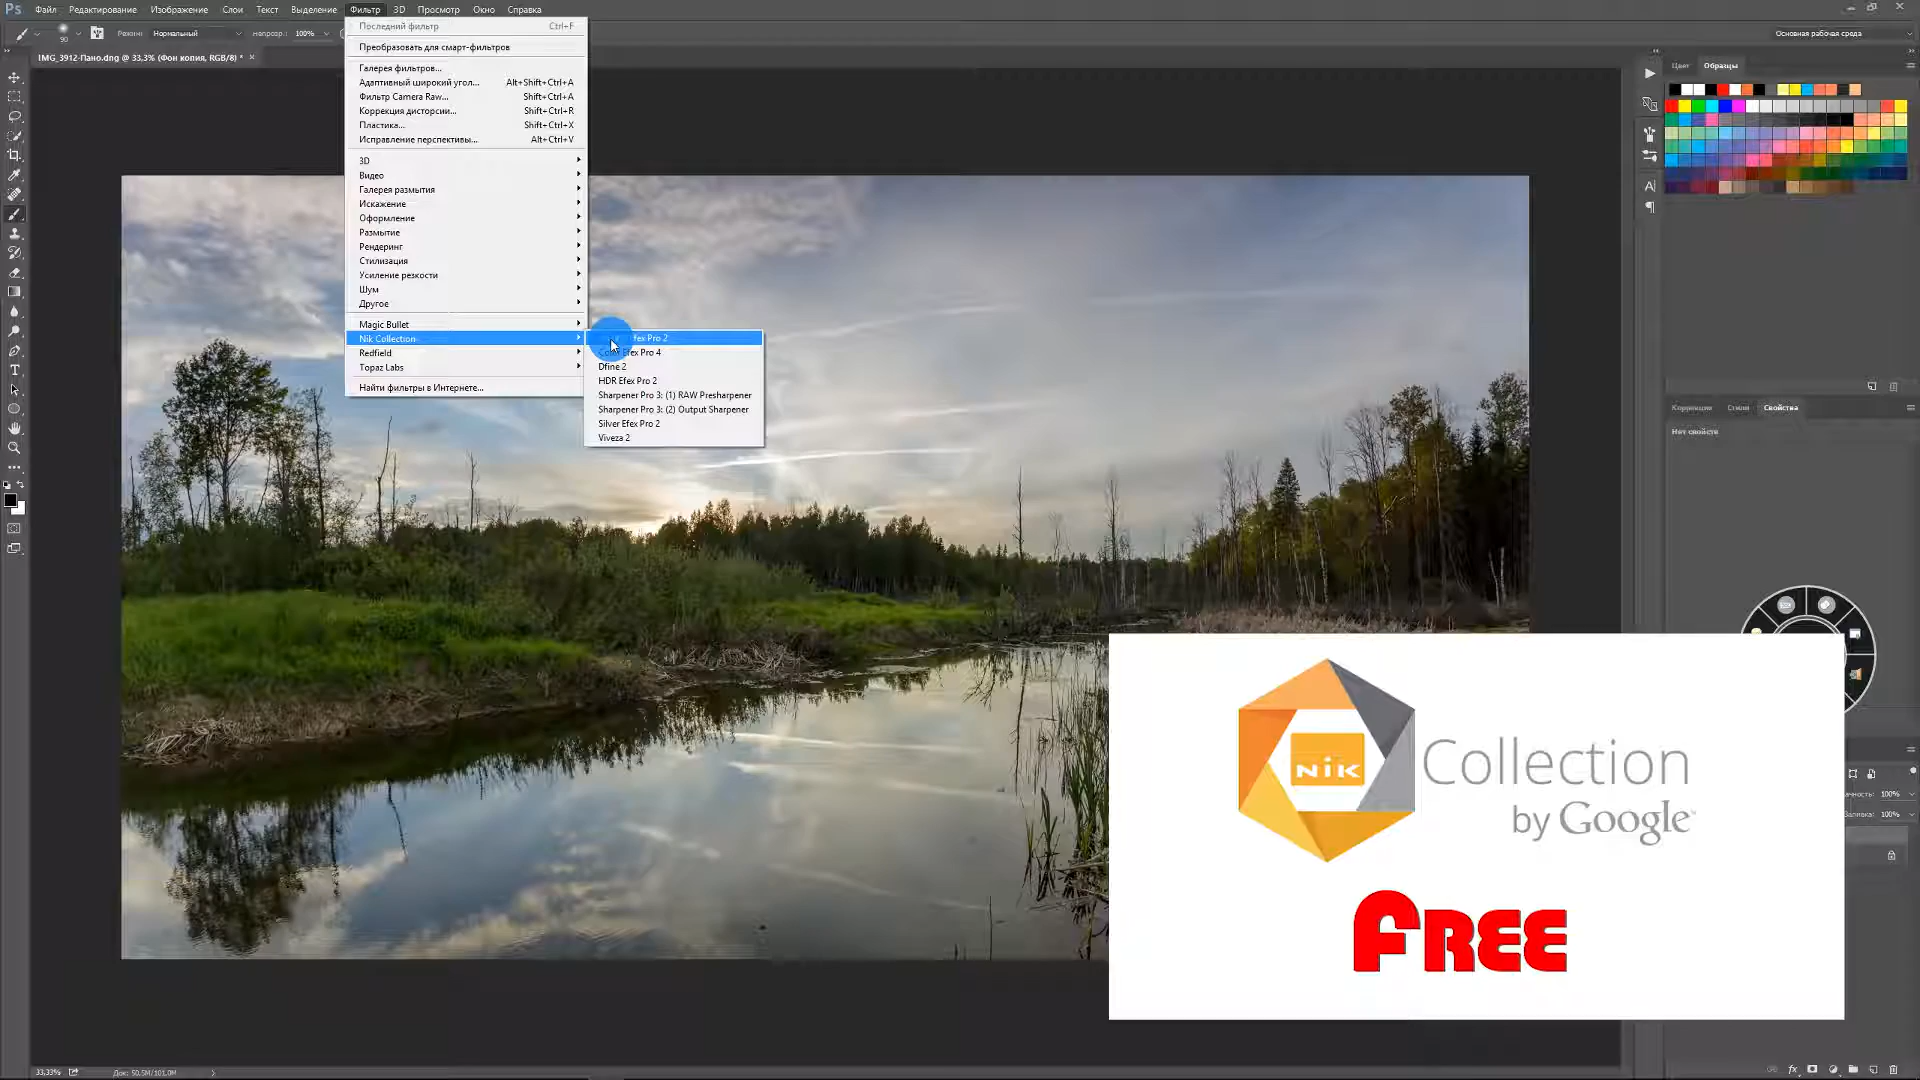 Ps Файл Редактирование Изображение Слои Текст Выделение Фильтр 3D Просмотр Окно Справка
90 Режим: Нормальный Непрозр.: 100%
Основная рабочая среда
IMG_3912-Пано.dng @ 33,3% (Фон копия, RGB/8) * ×
Последний фильтр Ctrl+F
Преобразовать для смарт-фильтров
Галерея фильтров...
Адаптивный широкий угол... Alt+Shift+Ctrl+A
Фильтр Camera Raw... Shift+Ctrl+A
Коррекция дисторсии... Shift+Ctrl+R
Пластика... Shift+Ctrl+X
Исправление перспективы... Alt+Ctrl+V
3D
Видео
Галерея размытия
Искажение
Оформление
Размытие
Рендеринг
Стилизация
Усиление резкости
Шум
Другое
Magic Bullet
Nik Collection
Redfield
Topaz Labs
Найти фильтры в Интернете...
Efex Pro 2
Color Efex Pro 4
Dfine 2
HDR Efex Pro 2
Sharpener Pro 3: (1) RAW Presharpener
Sharpener Pro 3: (2) Output Sharpener
Silver Efex Pro 2
Viveza 2
Цвет Образцы
Коррекция Стили Свойства
Нет свойств
100%
Заливка: 100%
nik Collection
by Google™
FREE
33,33% Док: 50,5M/101,0M